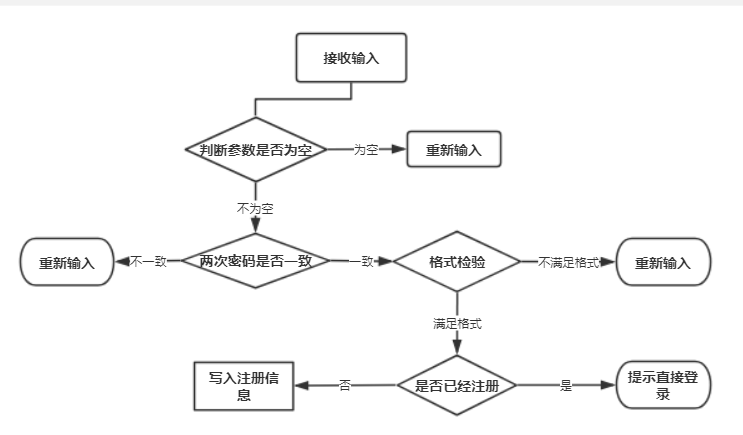 接收输入
判断参数是否为空
为空
重新输入
不为空
重新输入
不一致
两次密码是否一致
一致
格式检验
不满足格式
重新输入
满足格式
写入注册信
息
否
是否已经注册
是
提示直接登
录